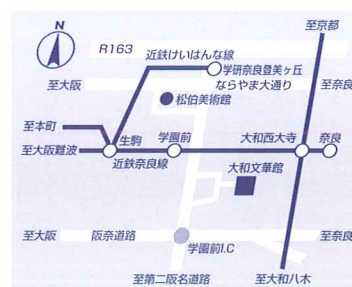 N
至京都
R163
近鉄けいはんな線
学研奈良登美ヶ丘
至大阪
ならやま大通り
至奈良
松伯美術館
至本町
生駒
学園前
大和西大寺
奈良
至大阪難波
近鉄奈良線
大和文華館
至大阪
阪奈道路
至奈良
学園前I.C
至第二阪名道路
至大和八木